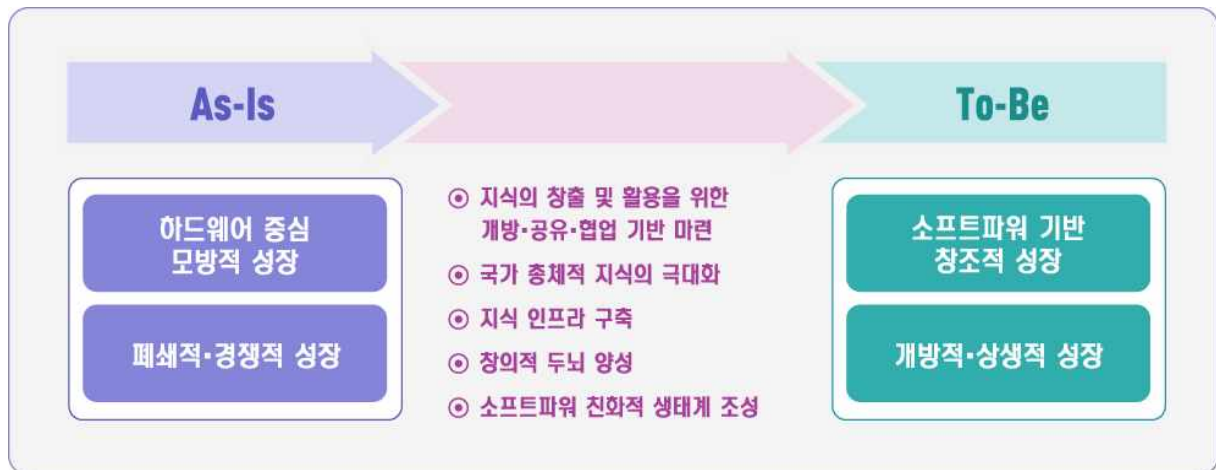 As-Is
To-Be
하드웨어 중심
모방적 성장
폐쇄적·경쟁적 성장
⊙ 지식의 창출 및 활용을 위한
개방·공유·협업 기반 마련
⊙ 국가 총체적 지식의 극대화
⊙ 지식 인프라 구축
⊙ 창의적 두뇌 양성
⊙ 소프트파워 친화적 생태계 조성
소프트파워 기반
창조적 성장
개방적·상생적 성장